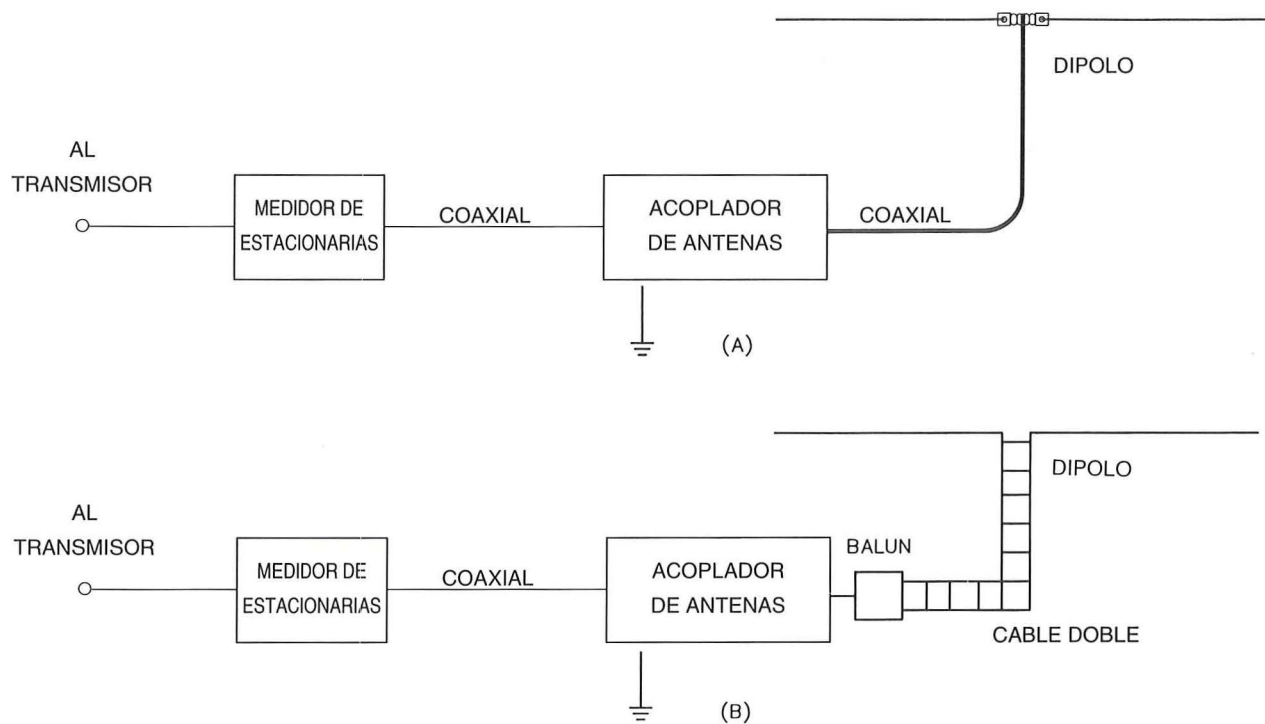 DIPOLO
AL
TRANSMISOR
MEDIDOR DE
ESTACIONARIAS
COAXIAL
ACOPLADOR
DE ANTENAS
COAXIAL
(A)
DIPOLO
AL
TRANSMISOR
MEDIDOR DE
ESTACIONARIAS
COAXIAL
ACOPLADOR
DE ANTENAS
BALUN
CABLE DOBLE
(B)